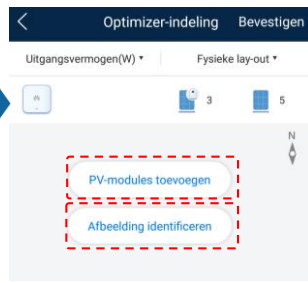 Optimizer-indeling Bevestigen
Uitgangsvermogen(W) Fysieke lay-out
3 5
N
PV-modules toevoegen
Afbeelding identificeren